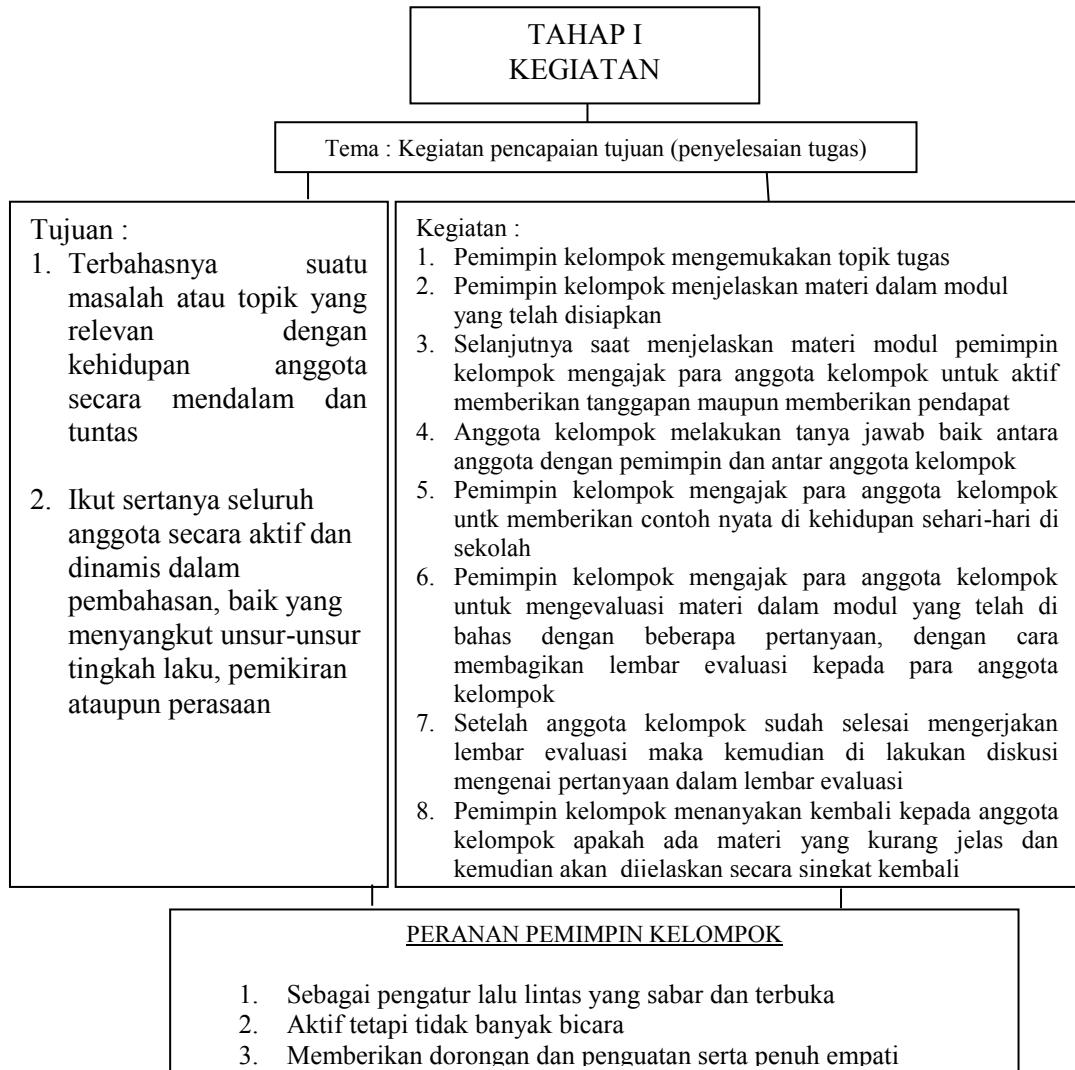 TAHAP I
KEGIATAN
Tema : Kegiatan pencapaian tujuan (penyelesaian tugas)
Tujuan :
1. Terbahasnya suatu
masalah atau topik yang
relevan dengan
kehidupan anggota
secara mendalam dan
tuntas
2. Ikut sertanya seluruh
anggota secara aktif dan
dinamis dalam
pembahasan, baik yang
menyangkut unsur-unsur
tingkah laku, pemikiran
ataupun perasaan
Kegiatan :
1. Pemimpin kelompok mengemukakan topik tugas
2. Pemimpin kelompok menjelaskan materi dalam modul
yang telah disiapkan
3. Selanjutnya saat menjelaskan materi modul pemimpin
kelompok mengajak para anggota kelompok untuk aktif
memberikan tanggapan maupun memberikan pendapat
4. Anggota kelompok melakukan tanya jawab baik antara
anggota dengan pemimpin dan antar anggota kelompok
5. Pemimpin kelompok mengajak para anggota kelompok
untk memberikan contoh nyata di kehidupan sehari-hari di
sekolah
6. Pemimpin kelompok mengajak para anggota kelompok
untuk mengevaluasi materi dalam modul yang telah di
bahas dengan beberapa pertanyaan, dengan cara
membagikan lembar evaluasi kepada para anggota
kelompok
7. Setelah anggota kelompok sudah selesai mengerjakan
lembar evaluasi maka kemudian di lakukan diskusi
mengenai pertanyaan dalam lembar evaluasi
8. Pemimpin kelompok menanyakan kembali kepada anggota
kelompok apakah ada materi yang kurang jelas dan
kemudian akan dijelaskan secara singkat kembali
PERANAN PEMIMPIN KELOMPOK
1. Sebagai pengatur lalu lintas yang sabar dan terbuka
2. Aktif tetapi tidak banyak bicara
3. Memberikan dorongan dan penguatan serta penuh empati